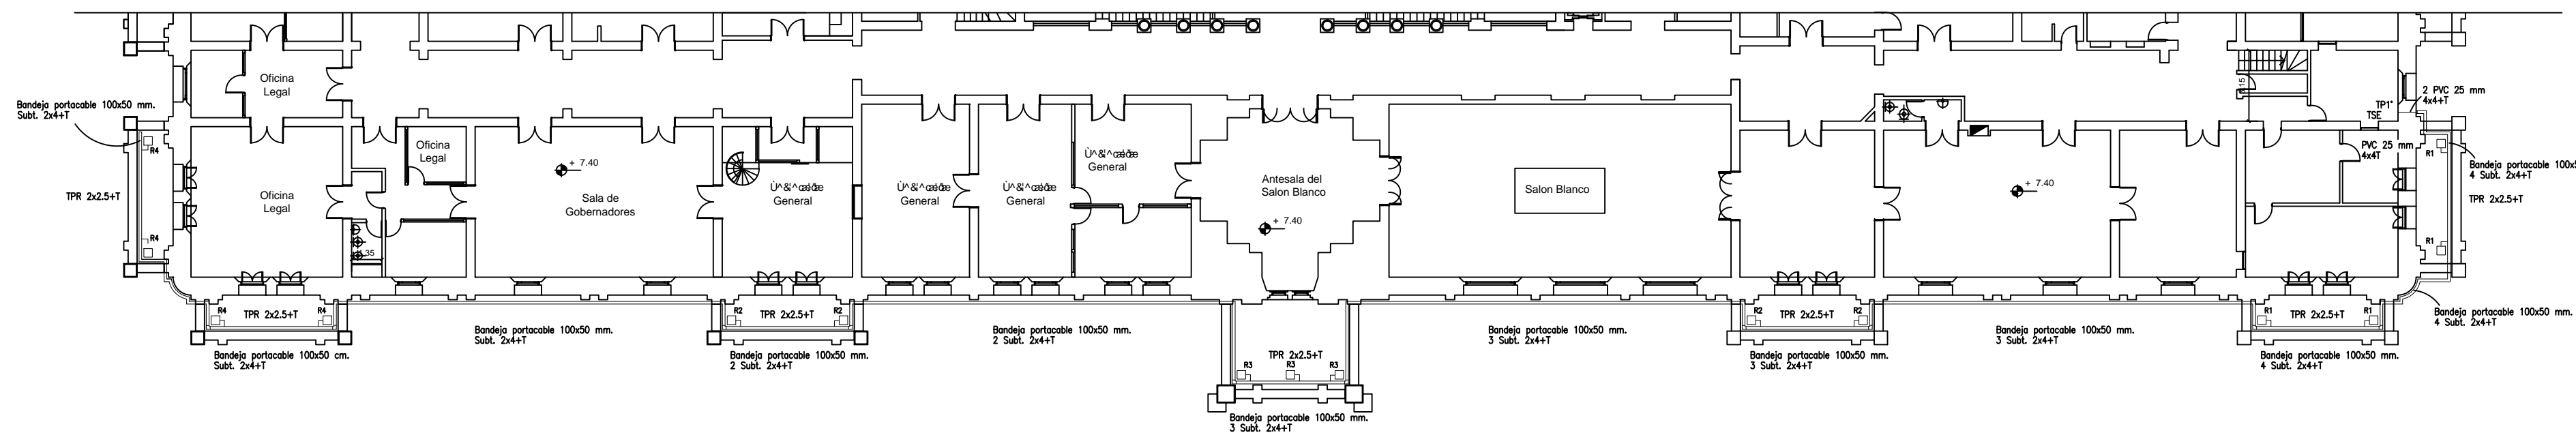 Bandeja portacable 100x50 mm.
Subt. 2x4+T
R4
TPR 2x2.5+T
R4
Oficina
Legal
Oficina
Legal
Oficina
Legal
.35
+ 7.40
Sala de
Gobernadores
General
General
General
General
Antesala del
Salon Blanco
+ 7.40
Salon Blanco
+ 7.40
.15
TP1'
TSE
2 PVC 25 mm
4x4+T
PVC 25 mm
4x4T
R1
Bandeja portacable 100x5
4 Subt. 2x4+T
TPR 2x2.5+T
R1
R4
TPR 2x2.5+T
R4
Bandeja portacable 100x50 cm.
Subt. 2x4+T
Bandeja portacable 100x50 mm.
Subt. 2x4+T
R2
TPR 2x2.5+T
R2
Bandeja portacable 100x50 mm.
2 Subt. 2x4+T
Bandeja portacable 100x50 mm.
2 Subt. 2x4+T
TPR 2x2.5+T
R3
R3
R3
Bandeja portacable 100x50 mm.
3 Subt. 2x4+T
Bandeja portacable 100x50 mm.
3 Subt. 2x4+T
R2
TPR 2x2.5+T
R2
Bandeja portacable 100x50 mm.
3 Subt. 2x4+T
Bandeja portacable 100x50 mm.
3 Subt. 2x4+T
R1
TPR 2x2.5+T
R1
Bandeja portacable 100x50 mm.
4 Subt. 2x4+T
Bandeja portacable 100x50 mm.
4 Subt. 2x4+T